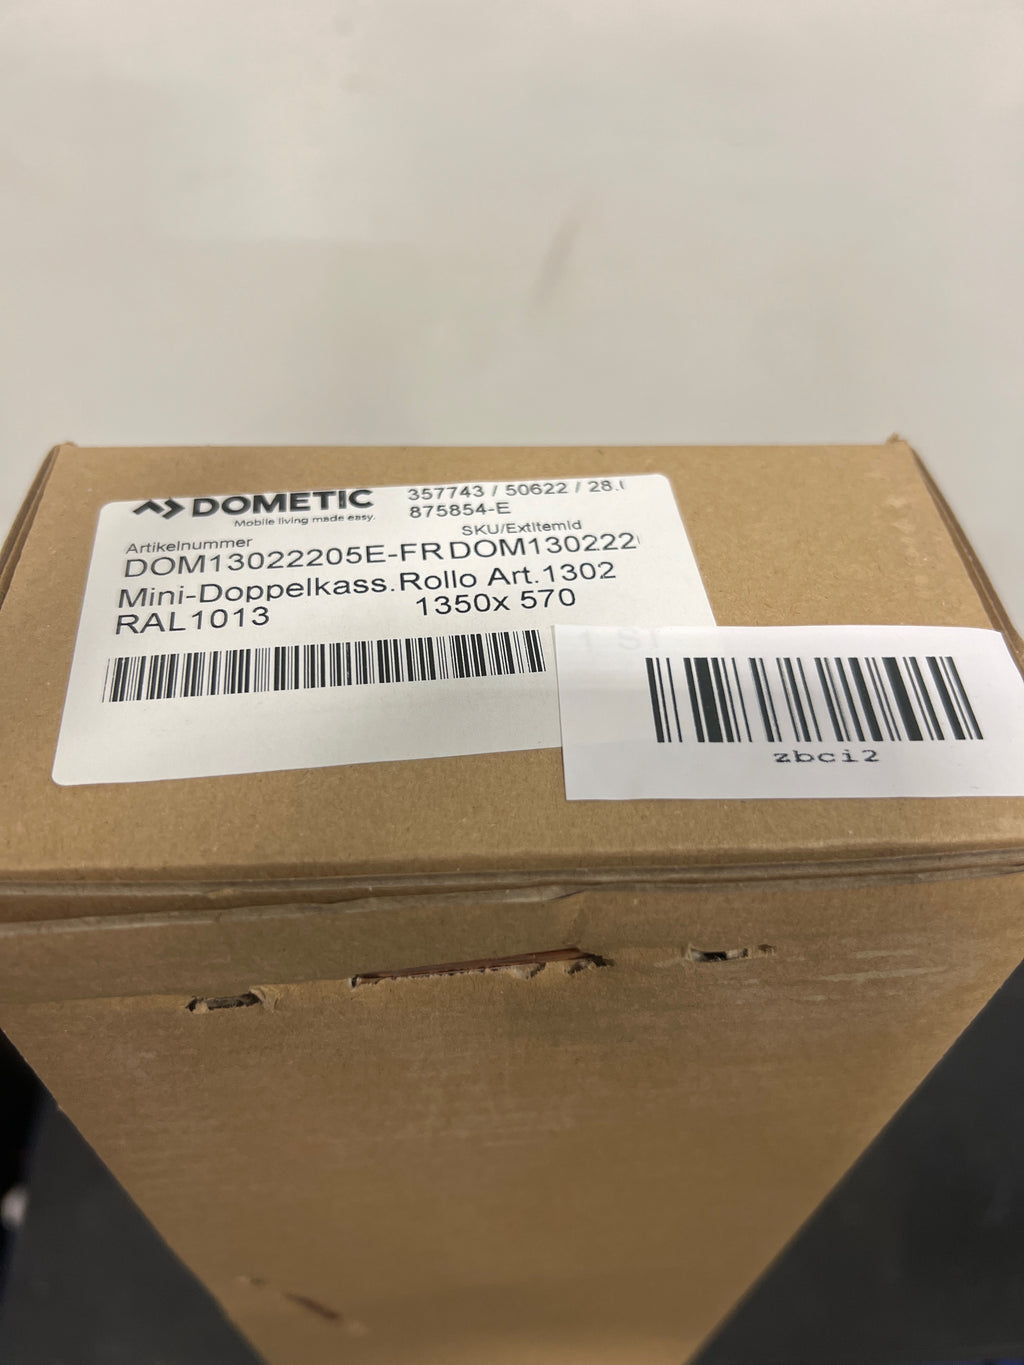 DOMETIC
Mobile living made easy.
357743 / 50622 / 28.
875854-E
Artikelnummer
SKU/ExtItemId
DOM13022205E-FR DOM130222
Mini-Doppelkass.Rollo Art.1302
RAL1013 1350x 570
zbci2